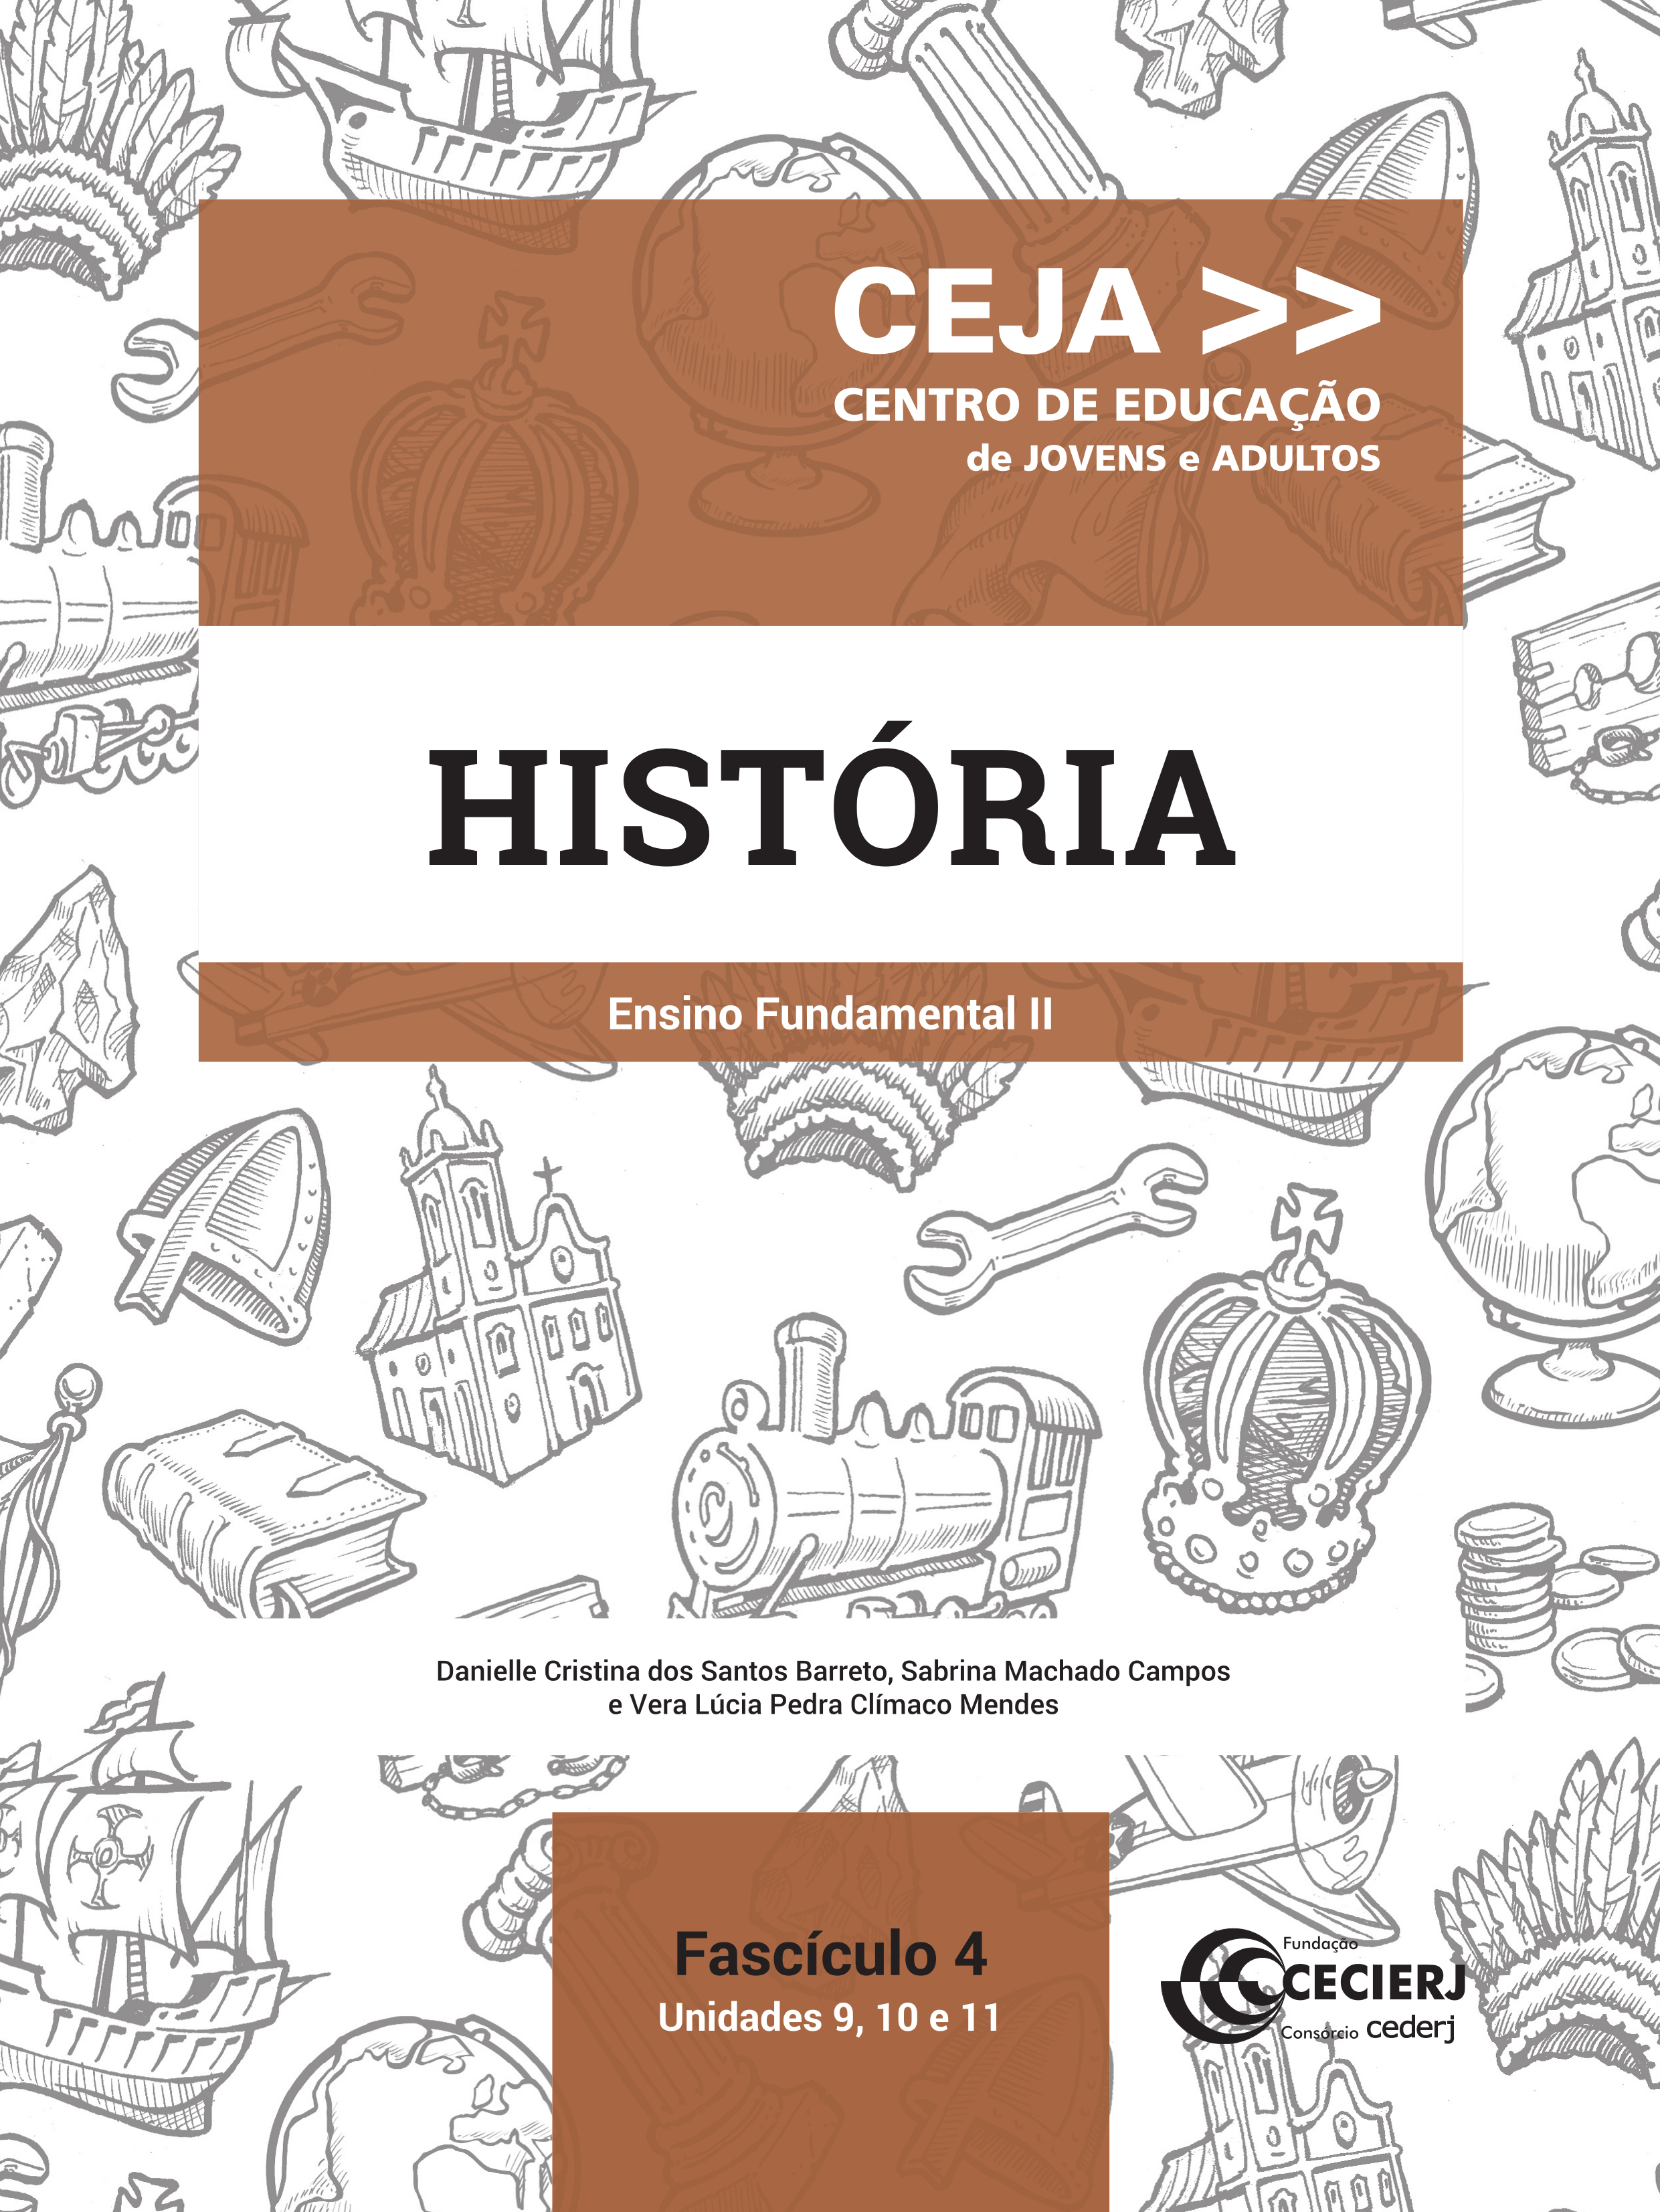 CEJA >>
CENTRO DE EDUCAÇÃO
de JOVENS e ADULTOS
HISTÓRIA
Ensino Fundamental II
Danielle Cristina dos Santos Barreto, Sabrina Machado Campos
e Vera Lúcia Pedra Clímaco Mendes
Fascículo 4
Unidades 9, 10 e 11
Fundação
CECIERJ
Consórcio cederj